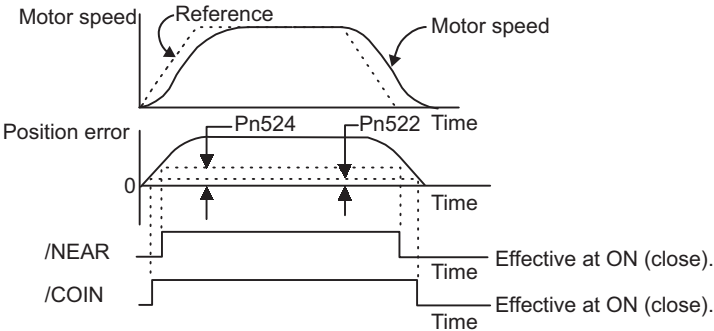 Motor speed
Reference
Motor speed
Time
Position error
Pn524
Pn522
0
Time
/NEAR
Effective at ON (close).
Time
/COIN
Effective at ON (close).
Time